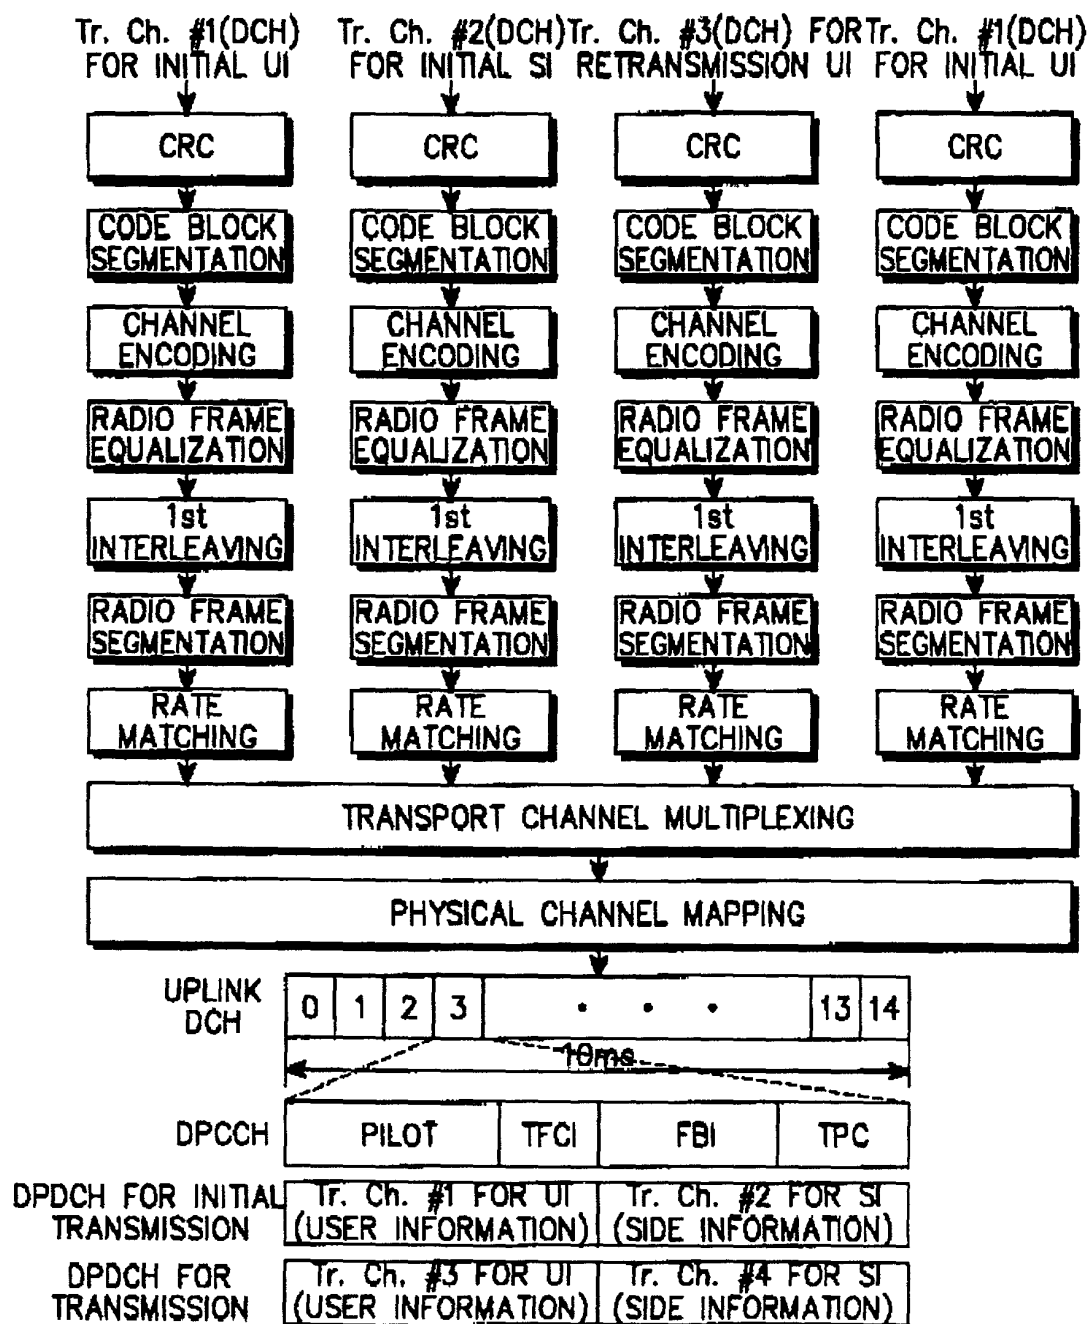 Tr. Ch. #1(DCH) Tr. Ch. #2(DCH) Tr. Ch. #3(DCH) FOR Tr. Ch. #1(DCH)
FOR INITIAL UI FOR INITIAL SI RETRANSMISSION UI FOR INITIAL UI
CRC CRC CRC CRC
CODE BLOCK CODE BLOCK CODE BLOCK CODE BLOCK
SEGMENTATION SEGMENTATION SEGMENTATION SEGMENTATION
CHANNEL CHANNEL CHANNEL CHANNEL
ENCODING ENCODING ENCODING ENCODING
RADIO FRAME RADIO FRAME RADIO FRAME RADIO FRAME
EQUALIZATION EQUALIZATION EQUALIZATION EQUALIZATION
1st 1st 1st 1st
INTERLEAVING INTERLEAVING INTERLEAVING INTERLEAVING
RADIO FRAME RADIO FRAME RADIO FRAME RADIO FRAME
SEGMENTATION SEGMENTATION SEGMENTATION SEGMENTATION
RATE RATE RATE RATE
MATCHING MATCHING MATCHING MATCHING
TRANSPORT CHANNEL MULTIPLEXING
PHYSICAL CHANNEL MAPPING
UPLINK
DCH
0 1 2 3 • • • 13 14
10ms
DPCCH PILOT TFCI FBI TPC
DPDCH FOR INITIAL Tr. Ch. #1 FOR UI Tr. Ch. #2 FOR SI
TRANSMISSION (USER INFORMATION) (SIDE INFORMATION)
DPDCH FOR Tr. Ch. #3 FOR UI Tr. Ch. #4 FOR SI
TRANSMISSION (USER INFORMATION) (SIDE INFORMATION)